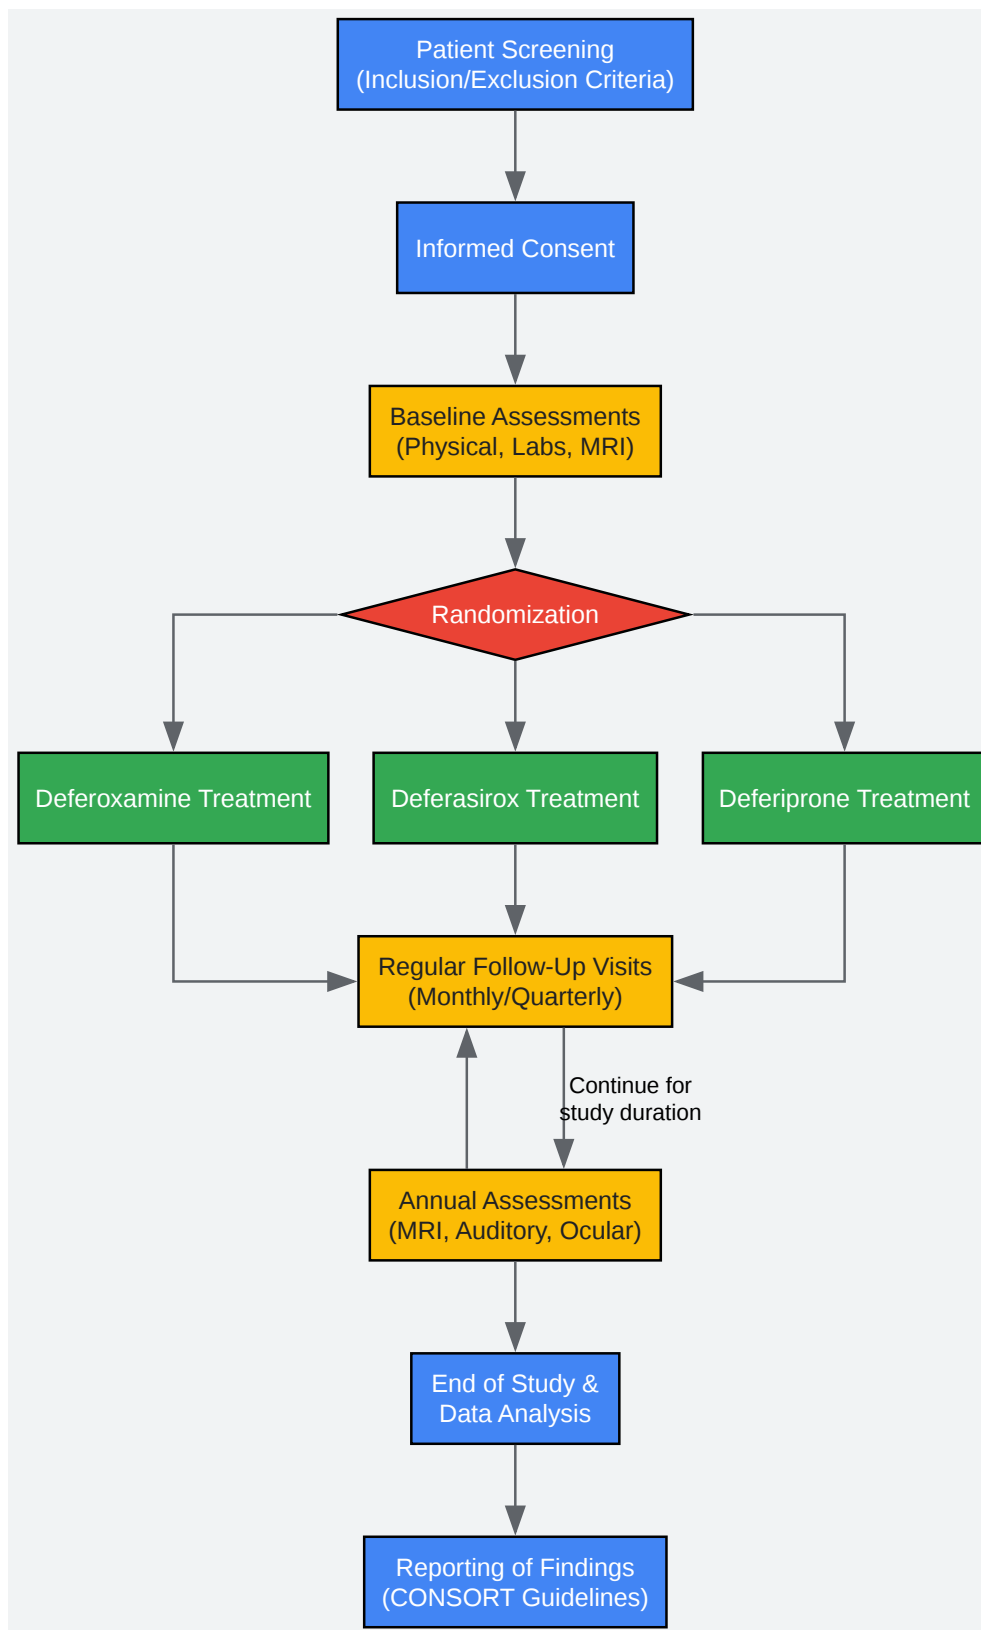 Patient Screening
(Inclusion/Exclusion Criteria)
Informed Consent
Baseline Assessments
(Physical, Labs, MRI)
Randomization
Deferoxamine Treatment
Deferasirox Treatment
Deferiprone Treatment
Regular Follow-Up Visits
(Monthly/Quarterly)
Continue for
study duration
Annual Assessments
(MRI, Auditory, Ocular)
End of Study &
Data Analysis
Reporting of Findings
(CONSORT Guidelines)